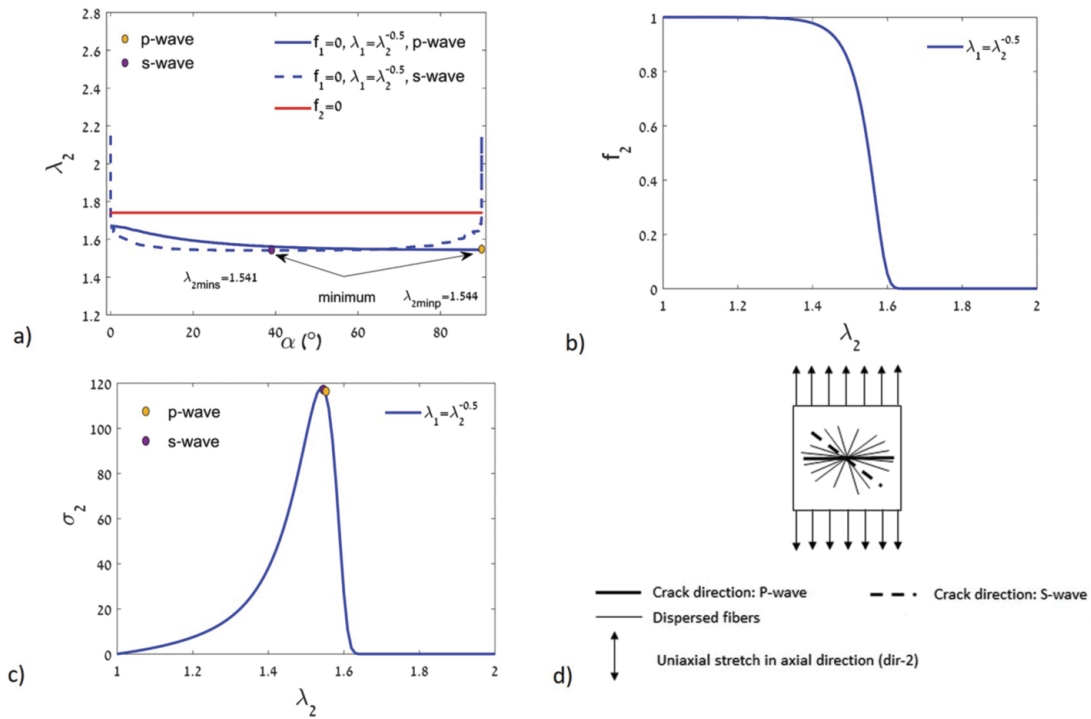 2.8
2.6
2.4
2.2
2
1.8
1.6
1.4
1.2
λ2
p-wave
s-wave
f1=0, λ1=λ2^-0.5, p-wave
f1=0, λ1=λ2^-0.5, s-wave
f2=0
λ2mins=1.541
minimum
λ2minp=1.544
0 20 40 60 80
α (°)
a)
1
0.8
0.6
0.4
0.2
0
f2
λ1=λ2^-0.5
1 1.2 1.4 1.6 1.8 2
λ2
b)
120
100
80
60
40
20
0
σ2
p-wave
s-wave
λ1=λ2^-0.5
1 1.2 1.4 1.6 1.8 2
λ2
c)
Crack direction: P-wave
Crack direction: S-wave
Dispersed fibers
Uniaxial stretch in axial direction (dir-2)
d)